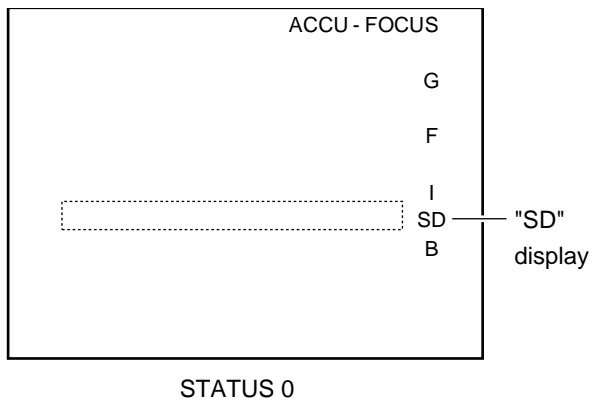 ACCU - FOCUS
G
F
I
SD
B
"SD"
display
STATUS 0